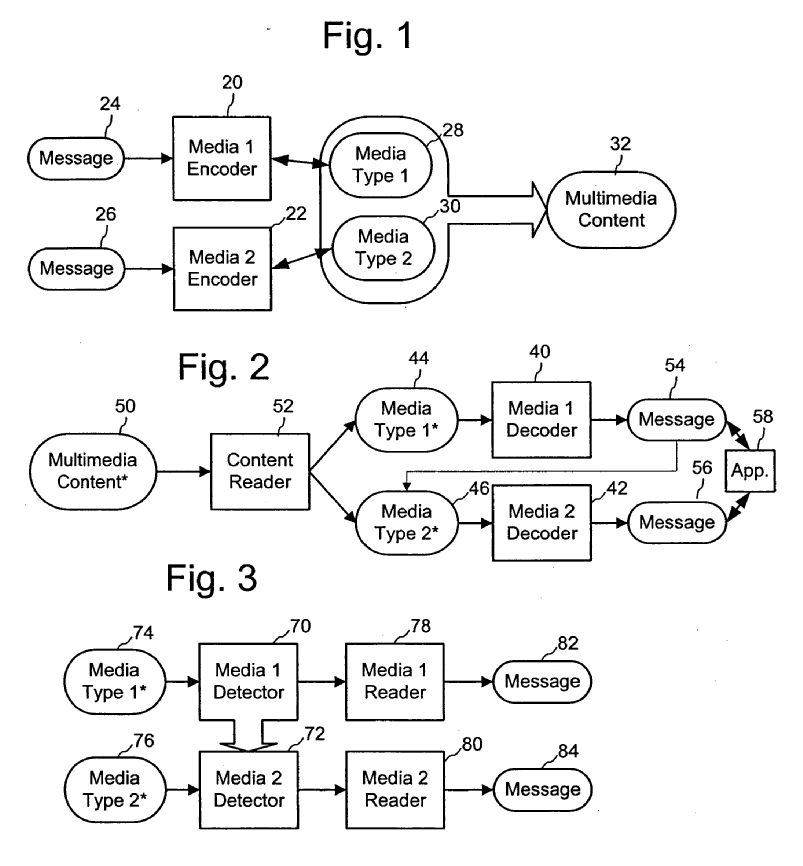 Fig. 1
20
24
28
32
Message
Media 1
Encoder
Media
Type 1
Multimedia
Content
26
22
30
Message
Media 2
Encoder
Media
Type 2
Fig. 2
44
40
54
50
52
58
Media
Type 1*
Media 1
Decoder
Message
Multimedia
Content*
Content
Reader
App.
46
42
56
Media
Type 2*
Media 2
Decoder
Message
Fig. 3
74
70
78
82
Media
Type 1*
Media 1
Detector
Media 1
Reader
Message
76
72
80
84
Media
Type 2*
Media 2
Detector
Media 2
Reader
Message